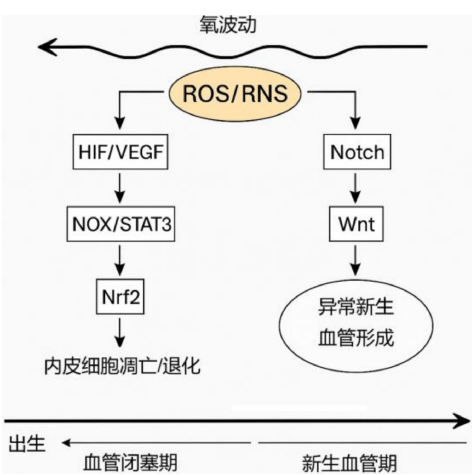 氧波动
ROS/RNS
HIF/VEGF
Notch
NOX/STAT3
Wnt
Nrf2
异常新生
血管形成
内皮细胞凋亡/退化
出生
血管闭塞期
新生血管期